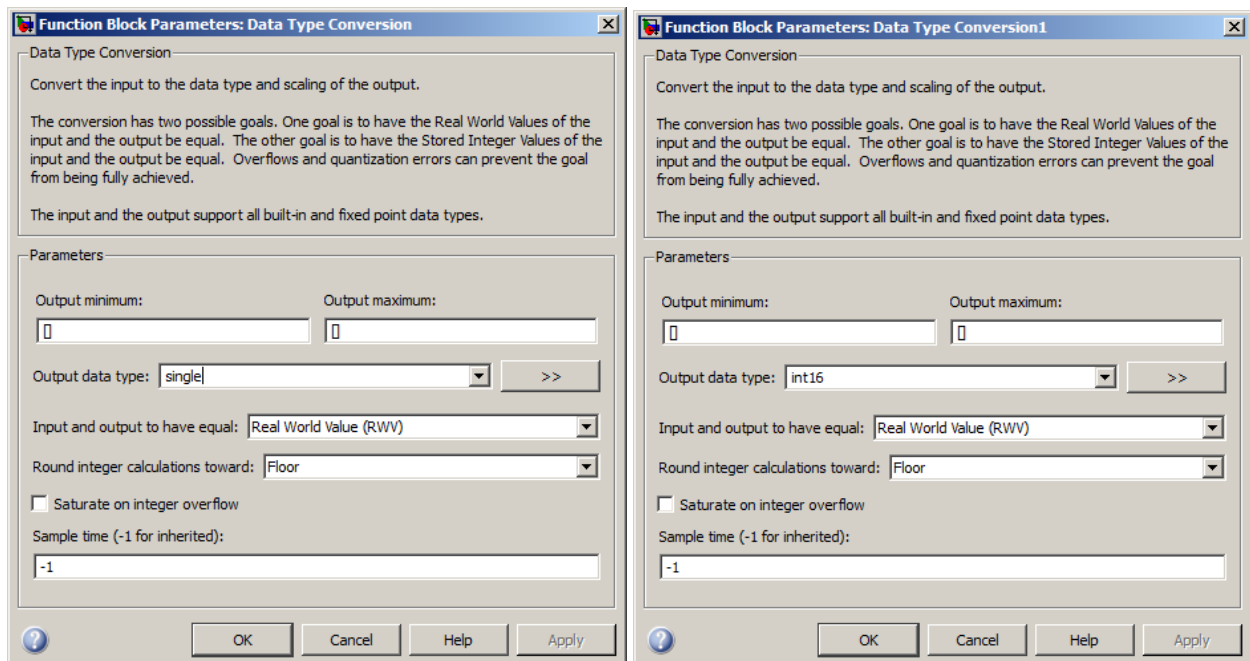 Function Block Parameters: Data Type Conversion
Data Type Conversion
Convert the input to the data type and scaling of the output.
The conversion has two possible goals. One goal is to have the Real World Values of the
input and the output be equal. The other goal is to have the Stored Integer Values of the
input and the output be equal. Overflows and quantization errors can prevent the goal
from being fully achieved.
The input and the output support all built-in and fixed point data types.
Parameters
Output minimum: Output maximum:
[] []
Output data type: single >>
Input and output to have equal: Real World Value (RWV)
Round integer calculations toward: Floor
Saturate on integer overflow
Sample time (-1 for inherited):
-1
OK Cancel Help Apply
Function Block Parameters: Data Type Conversion1
Data Type Conversion
Convert the input to the data type and scaling of the output.
The conversion has two possible goals. One goal is to have the Real World Values of the
input and the output be equal. The other goal is to have the Stored Integer Values of the
input and the output be equal. Overflows and quantization errors can prevent the goal
from being fully achieved.
The input and the output support all built-in and fixed point data types.
Parameters
Output minimum: Output maximum:
[] []
Output data type: int16 >>
Input and output to have equal: Real World Value (RWV)
Round integer calculations toward: Floor
Saturate on integer overflow
Sample time (-1 for inherited):
-1
OK Cancel Help Apply